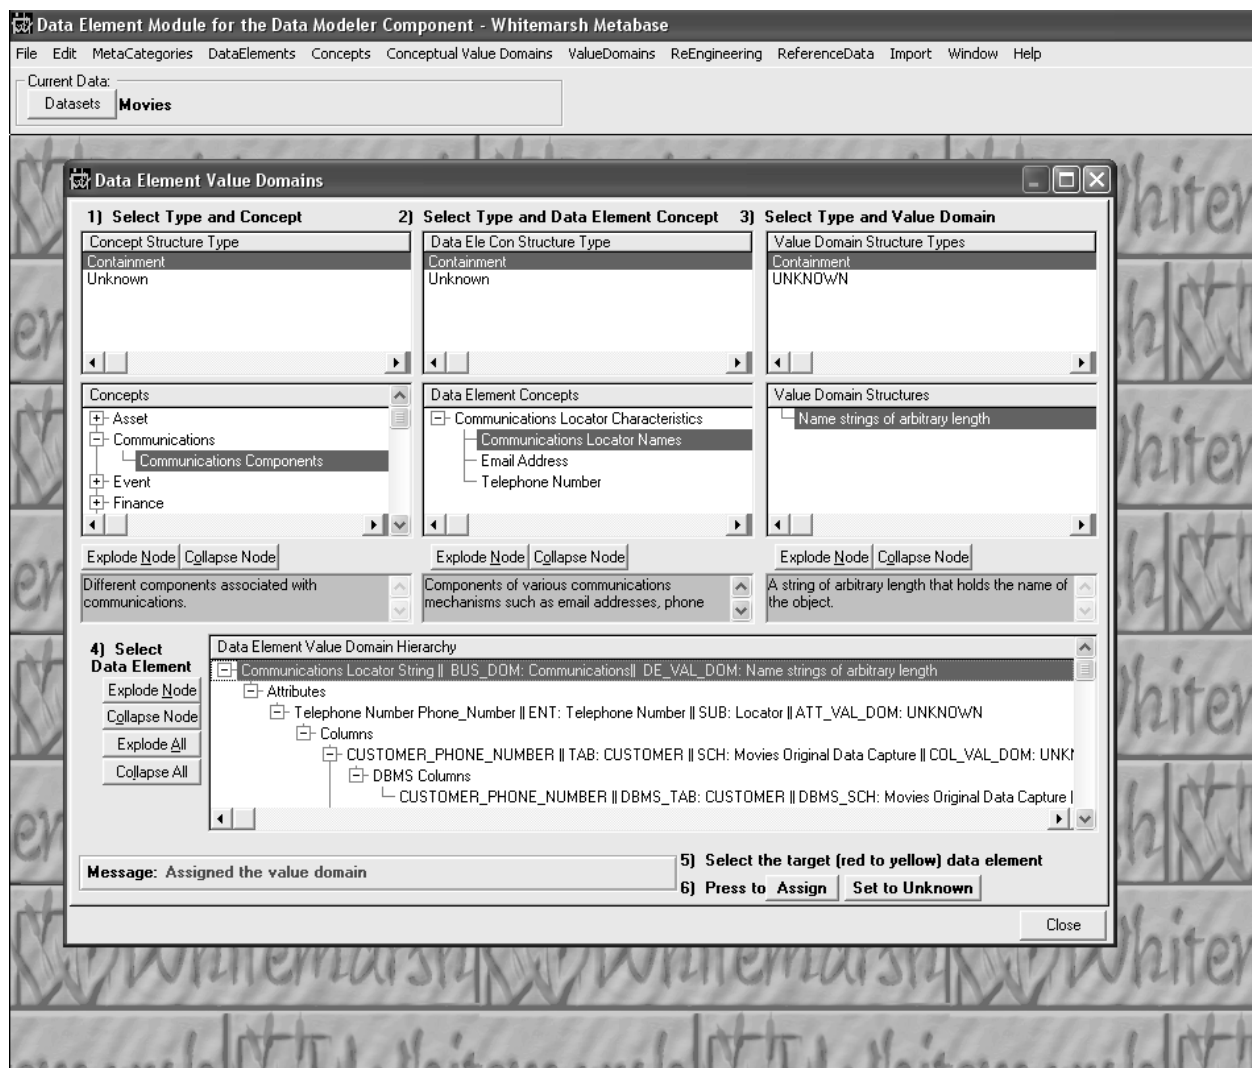 Data Element Module for the Data Modeler Component - Whitemarsh Metabase
File Edit MetaCategories DataElements Concepts Conceptual Value Domains ValueDomains ReEngineering ReferenceData Import Window Help
Current Data:
Datasets Movies
Data Element Value Domains
1) Select Type and Concept 2) Select Type and Data Element Concept 3) Select Type and Value Domain
Concept Structure Type Data Ele Con Structure Type Value Domain Structure Types
Containment Containment Containment
Unknown Unknown UNKNOWN
Concepts Data Element Concepts Value Domain Structures
Asset Communications Locator Characteristics Name strings of arbitrary length
Communications Communications Locator Names
Communications Components Email Address
Event Telephone Number
Finance
Explode Node Collapse Node Explode Node Collapse Node Explode Node Collapse Node
Different components associated with Components of various communications A string of arbitrary length that holds the name of
communications. mechanisms such as email addresses, phone the object.
4) Select Data Element Value Domain Hierarchy
Data Element Communications Locator String || BUS_DOM: Communications|| DE_VAL_DOM: Name strings of arbitrary length
Explode Node Attributes
Collapse Node Telephone Number Phone_Number || ENT: Telephone Number || SUB: Locator || ATT_VAL_DOM: UNKNOWN
Explode All Columns
CUSTOMER_PHONE_NUMBER || TAB: CUSTOMER || SCH: Movies Original Data Capture || COL_VAL_DOM:
Collapse All DBMS Columns
CUSTOMER_PHONE_NUMBER || DBMS_TAB: CUSTOMER || DBMS_SCH: Movies Original Data Capture |
Message: Assigned the value domain
5) Select the target (red to yellow) data element
6) Press to Assign Set to Unknown
Close
Whitemarsh